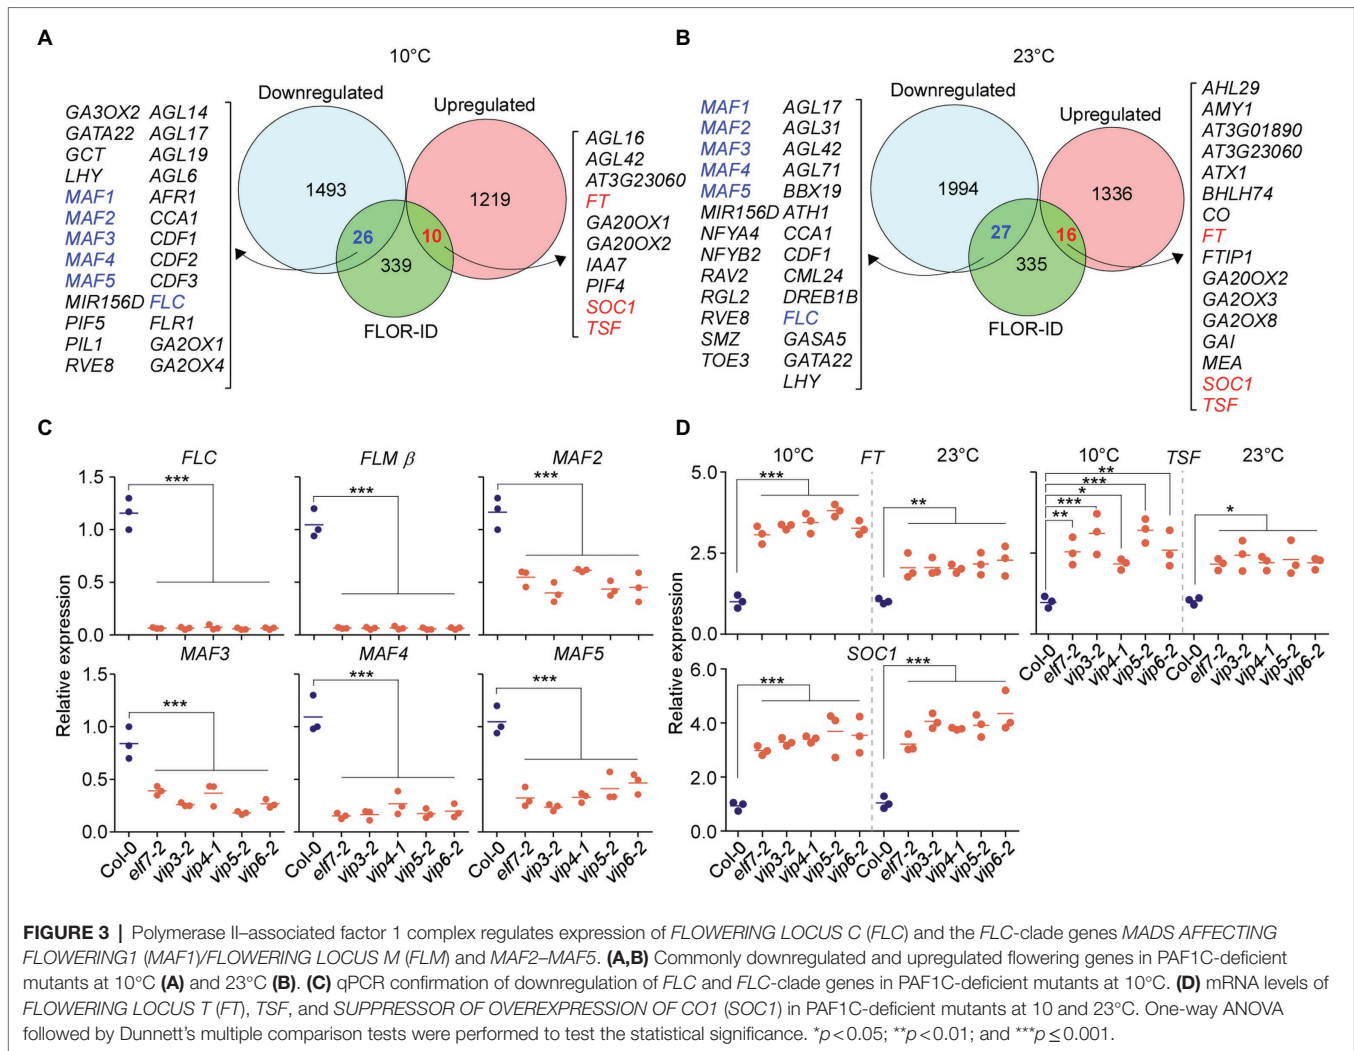 A
10°C
Downregulated
Upregulated
GA3OX2 AGL14
GATA22 AGL17
GCT AGL19
LHY AGL6
MAF1 AFR1
MAF2 CCA1
MAF3 CDF1
MAF4 CDF2
MAF5 CDF3
MIR156D FLC
PIF5 FLR1
PIL1 GA2OX1
RVE8 GA2OX4
1493
1219
26
10
339
FLOR-ID
AGL16
AGL42
AT3G23060
FT
GA20OX1
GA20OX2
IAA7
PIF4
SOC1
TSF
B
23°C
Downregulated
Upregulated
MAF1 AGL17
MAF2 AGL31
MAF3 AGL42
MAF4 AGL71
MAF5 BBX19
MIR156D ATH1
NFYA4 CCA1
NFYB2 CDF1
RAV2 CML24
RGL2 DREB1B
RVE8 FLC
SMZ GASA5
TOE3 GATA22
LHY
1994
1336
27
16
335
FLOR-ID
AHL29
AMY1
AT3G01890
AT3G23060
ATX1
BHLH74
CO
FT
FTIP1
GA20OX2
GA2OX3
GA2OX8
GAI
MEA
SOC1
TSF
C
Relative expression
FLC
1.5
1.0
0.5
0.0
***
FLM β
***
MAF2
***
MAF3
1.5
1.0
0.5
0.0
***
MAF4
***
MAF5
***
Col-0 elf7-2 vip3-2 vip4-1 vip5-2 vip6-2
Col-0 elf7-2 vip3-2 vip4-1 vip5-2 vip6-2
Col-0 elf7-2 vip3-2 vip4-1 vip5-2 vip6-2
D
Relative expression
10°C FT 23°C
5.0
2.5
0.0
***
**
10°C TSF 23°C
**
***
*
***
**
*
Col-0 elf7-2 vip3-2 vip4-1 vip5-2 vip6-2 Col-0 elf7-2 vip3-2 vip4-1 vip5-2 vip6-2
SOC1
6.0
4.0
2.0
0.0
***
***
Col-0 elf7-2 vip3-2 vip4-1 vip5-2 vip6-2 Col-0 elf7-2 vip3-2 vip4-1 vip5-2 vip6-2
FIGURE 3 | Polymerase II–associated factor 1 complex regulates expression of FLOWERING LOCUS C (FLC) and the FLC-clade genes MADS AFFECTING
FLOWERING1 (MAF1)/FLOWERING LOCUS M (FLM) and MAF2–MAF5. (A,B) Commonly downregulated and upregulated flowering genes in PAF1C-deficient
mutants at 10°C (A) and 23°C (B). (C) qPCR confirmation of downregulation of FLC and FLC-clade genes in PAF1C-deficient mutants at 10°C. (D) mRNA levels of
FLOWERING LOCUS T (FT), TSF, and SUPPRESSOR OF OVEREXPRESSION OF CO1 (SOC1) in PAF1C-deficient mutants at 10 and 23°C. One-way ANOVA
followed by Dunnett's multiple comparison tests were performed to test the statistical significance. *p < 0.05; **p < 0.01; and ***p ≤ 0.001.